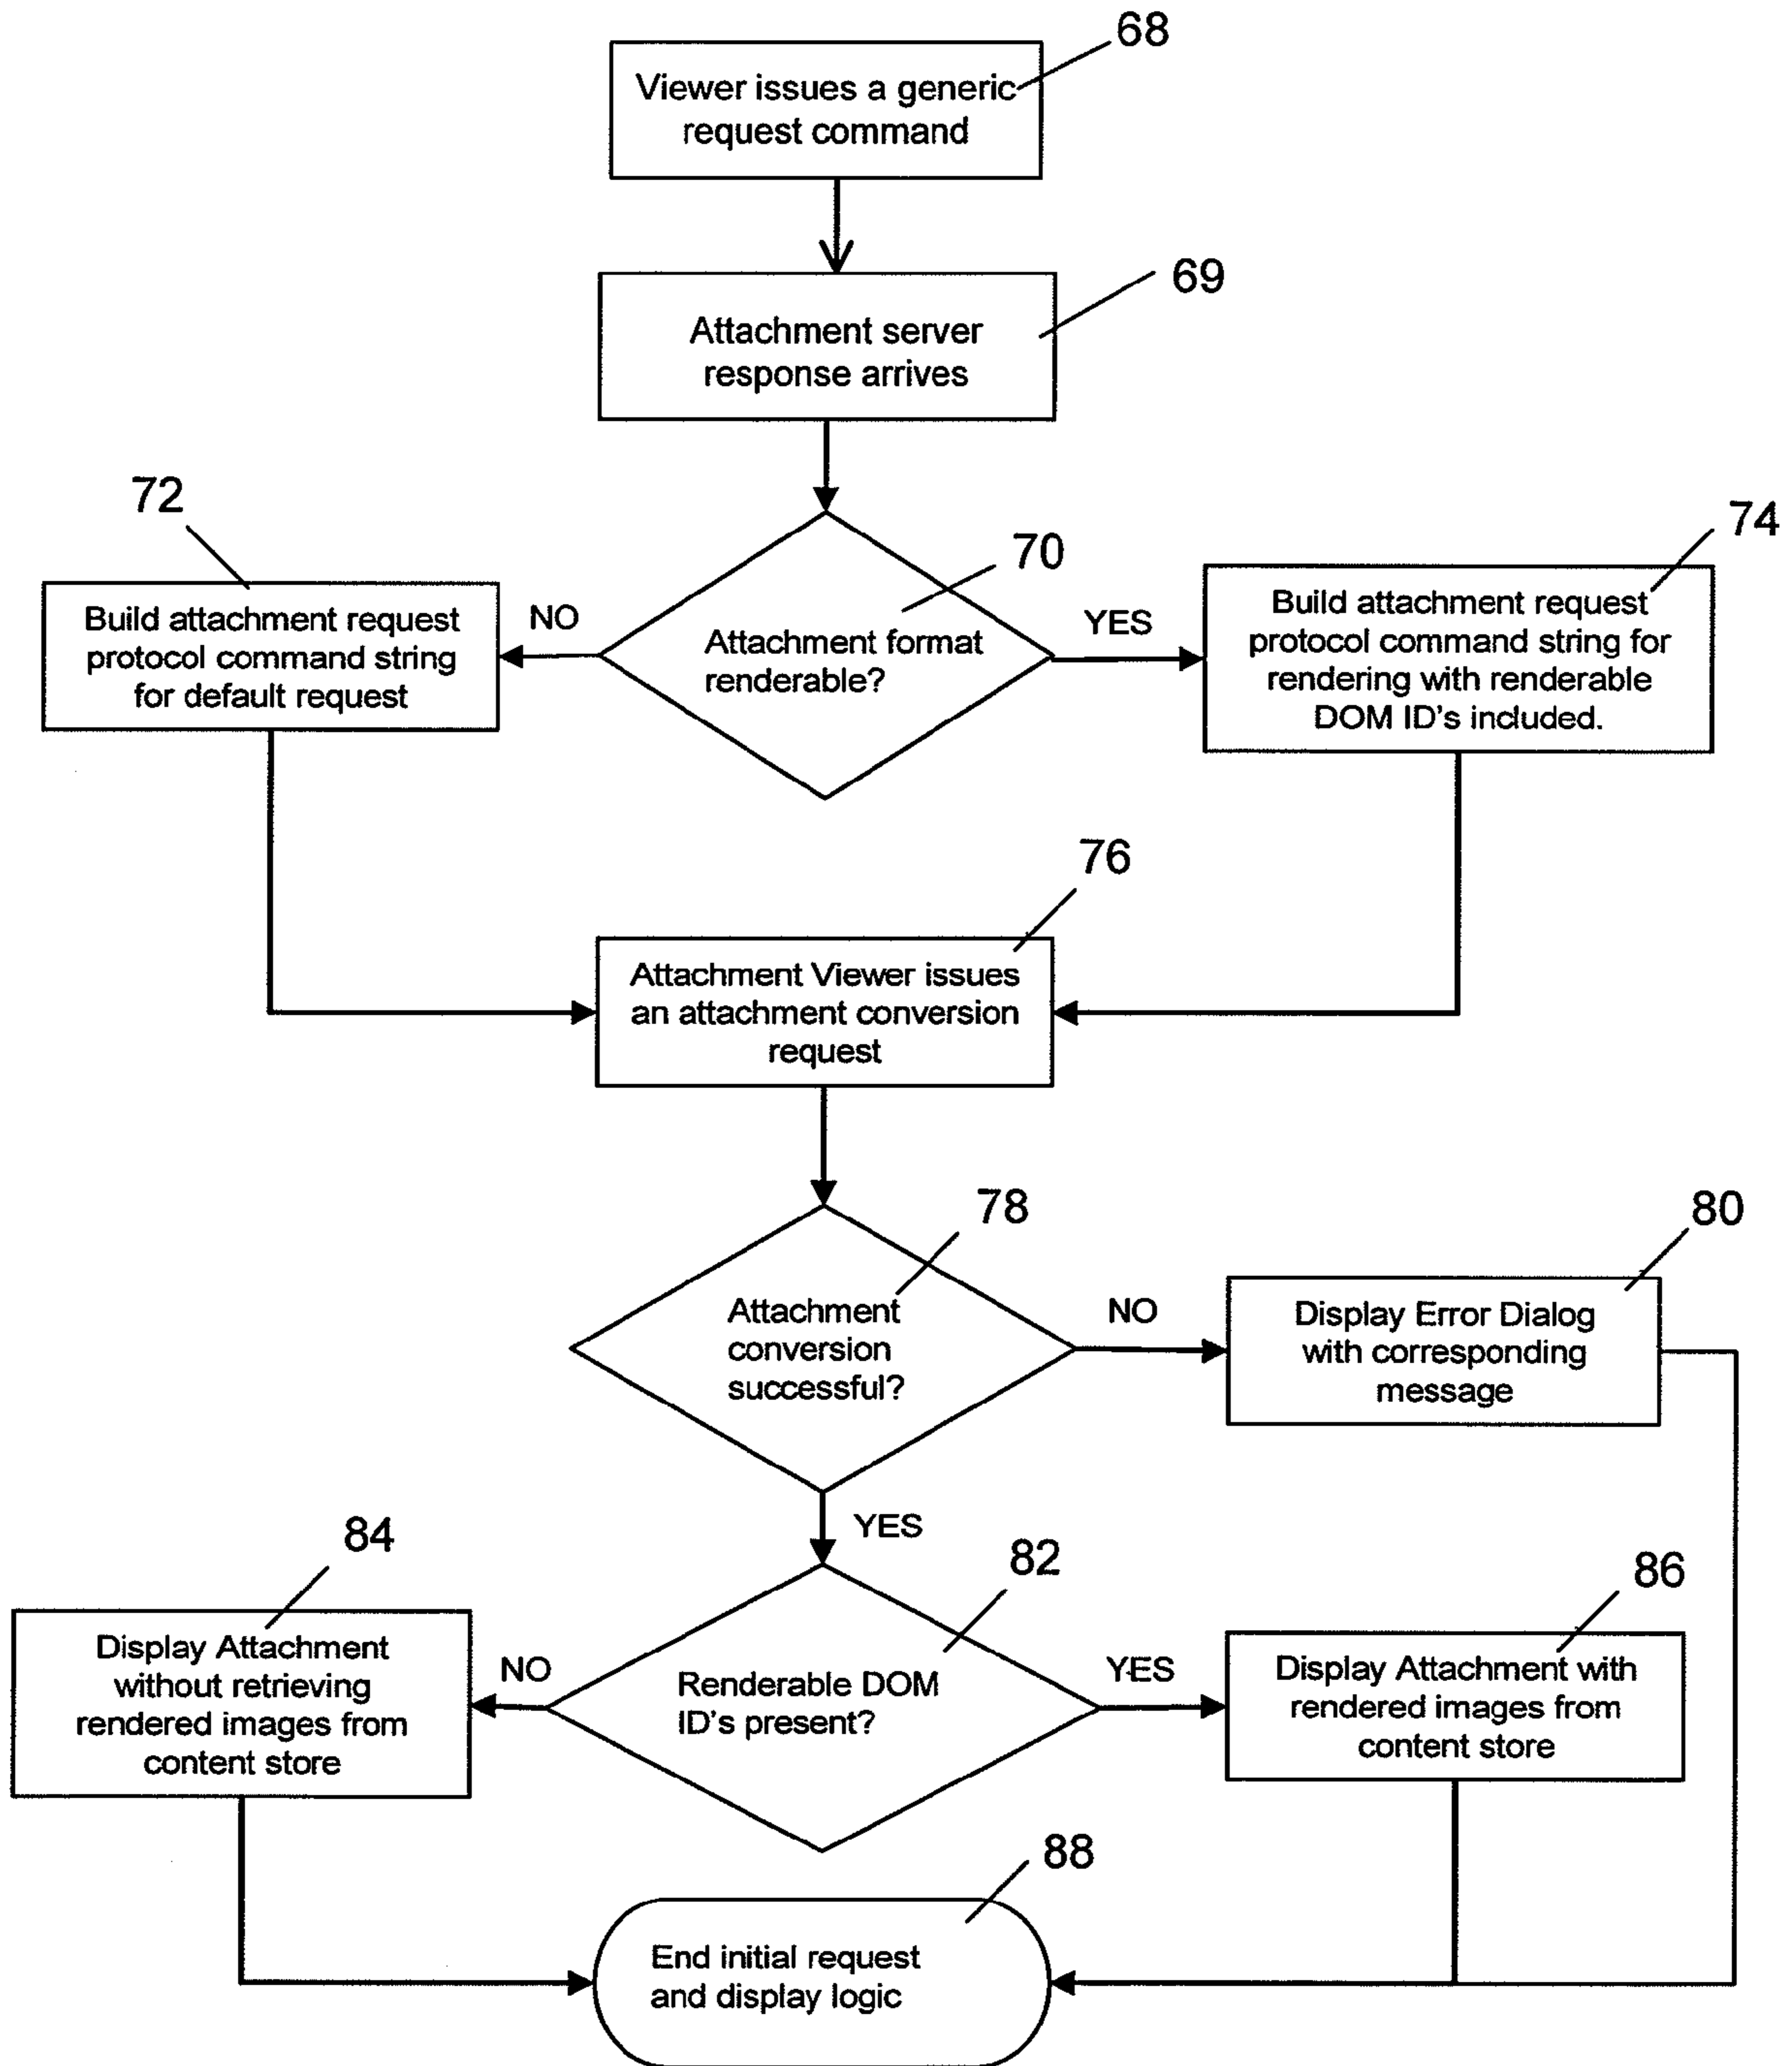 68
Viewer issues a generic
request command
69
Attachment server
response arrives
72
70
74
Build attachment request
protocol command string
for default request
NO
Attachment format
renderable?
YES
Build attachment request
protocol command string for
rendering with renderable
DOM ID's included.
76
Attachment Viewer issues
an attachment conversion
request
78
80
Attachment
conversion
successful?
NO
Display Error Dialog
with corresponding
message
YES
84
82
86
Display Attachment
without retrieving
rendered images from
content store
NO
Renderable DOM
ID's present?
YES
Display Attachment with
rendered images from
content store
88
End initial request
and display logic